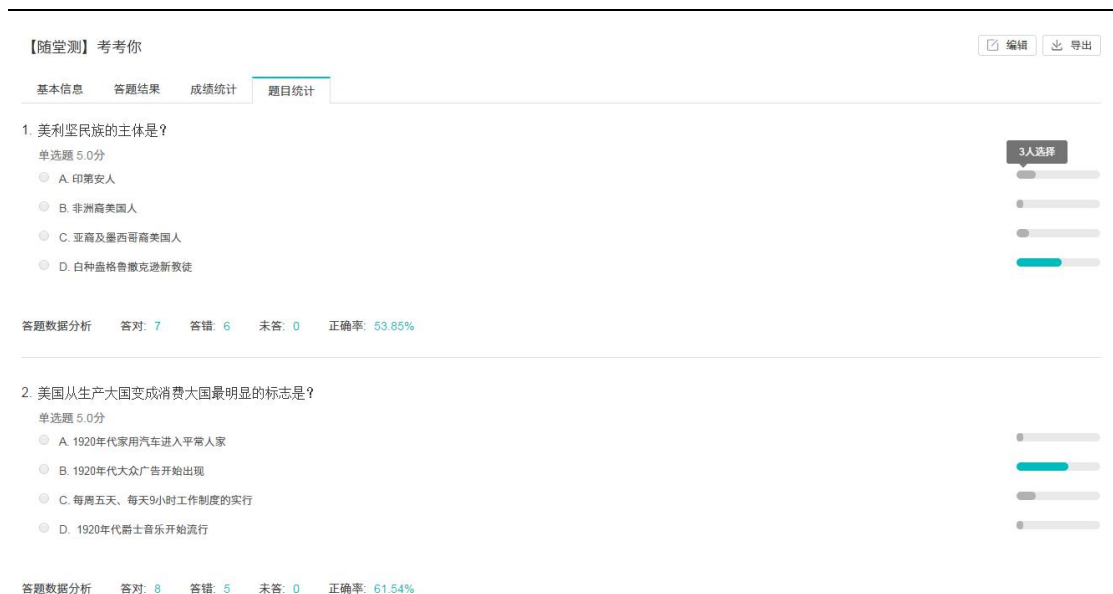 【随堂测】考考你
编辑 导出
基本信息 答题结果 成绩统计 题目统计
1. 美利坚民族的主体是?
单选题 5.0分
3人选择
A. 印第安人
B. 非洲裔美国人
C. 亚裔及墨西哥裔美国人
D. 白种盎格鲁撒克逊新教徒
答题数据分析 答对: 7 答错: 6 未答: 0 正确率: 53.85%
2. 美国从生产大国变成消费大国最明显的标志是?
单选题 5.0分
A. 1920年代家用汽车进入平常人家
B. 1920年代大众广告开始出现
C. 每周五天、每天9小时工作制度的实行
D. 1920年代爵士音乐开始流行
答题数据分析 答对: 8 答错: 5 未答: 0 正确率: 61.54%